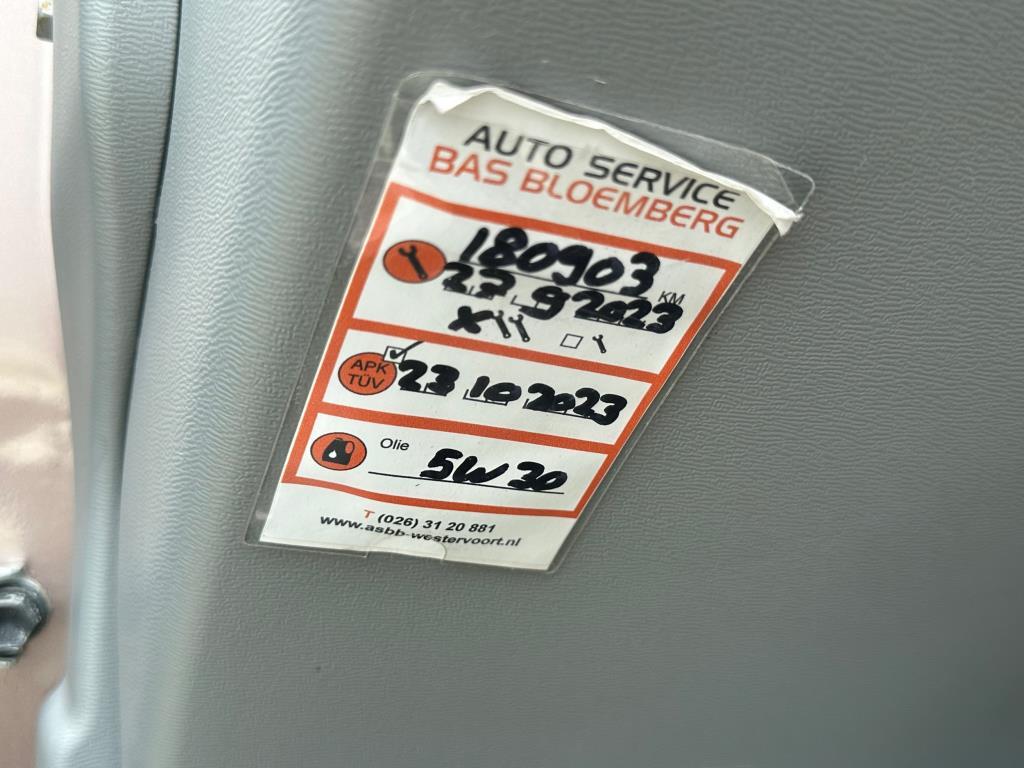 AUTO SERVICE
BAS BLOEMBERG
180903 KM
22 9 2023
APK TÜV 23 10 2023
Olie 5W30
T (026) 31 20 881
www.asbb-westervoort.nl